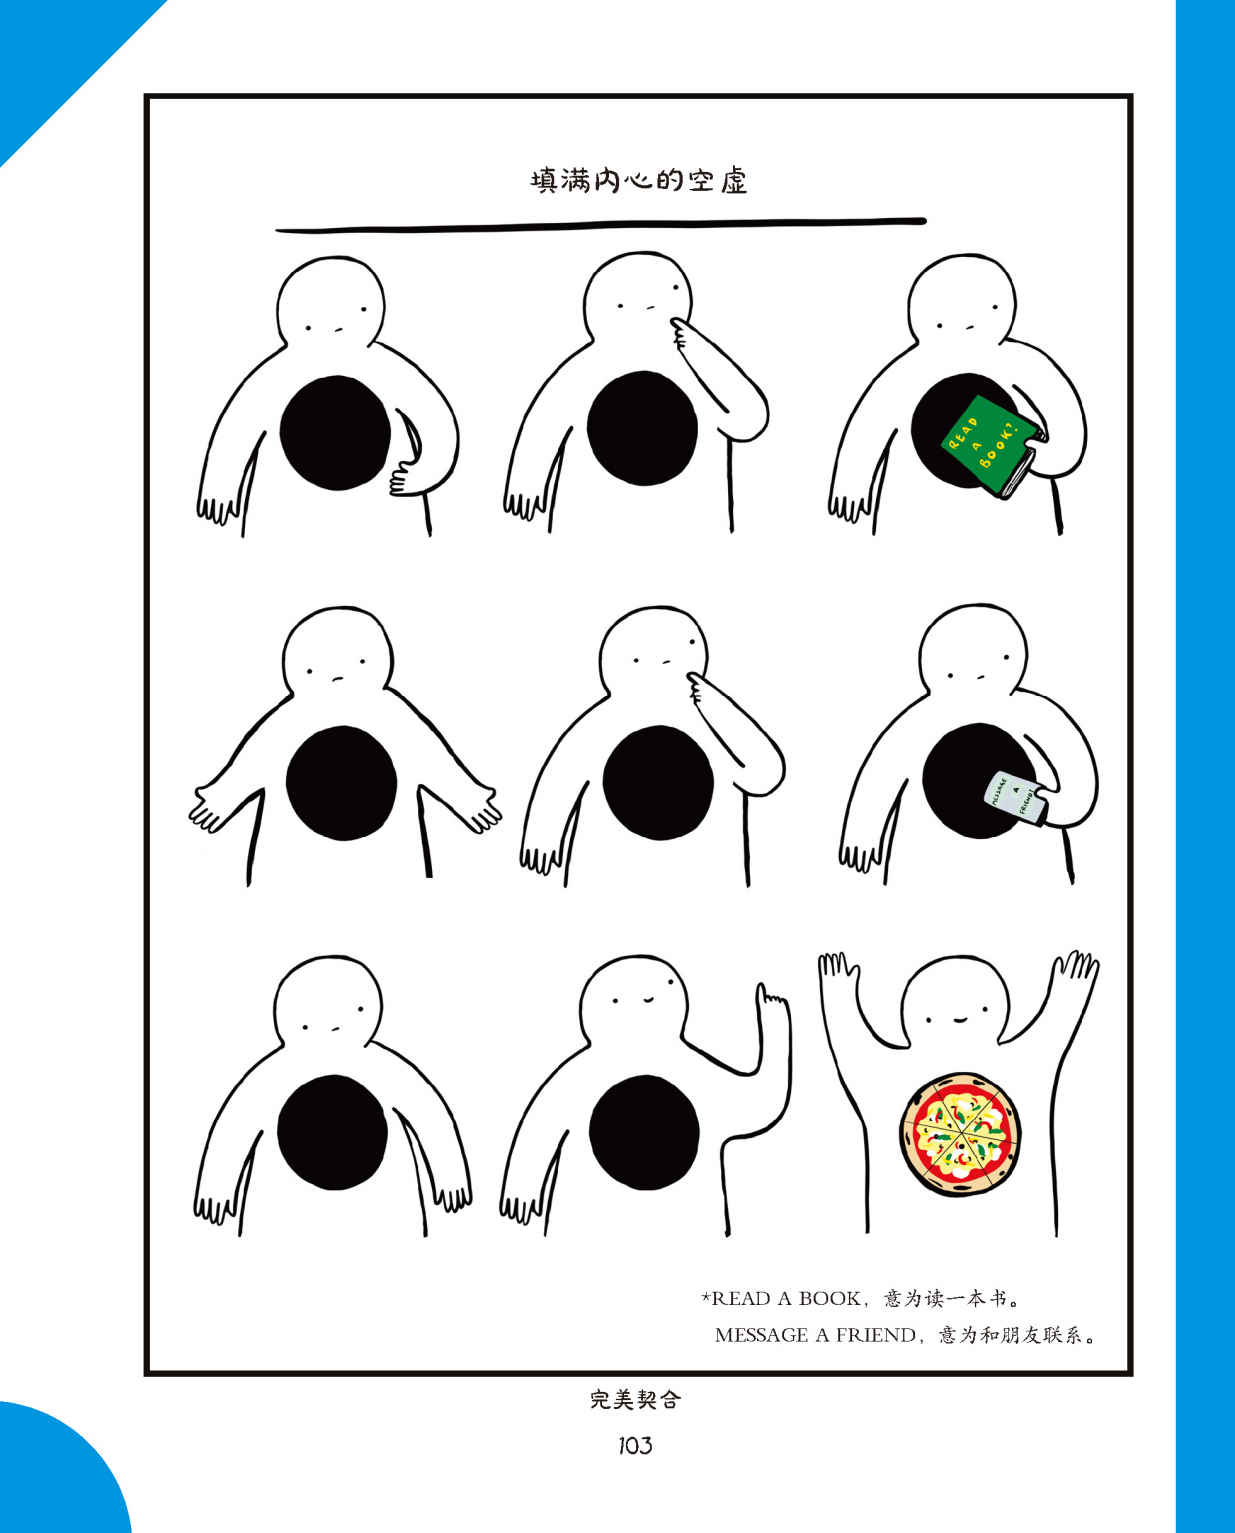 填满内心的空虚
READ
A
BOOK?
MESSAGE
A
FRIEND?
*READ A BOOK，意为读一本书。
MESSAGE A FRIEND，意为和朋友联系。
完美契合
103